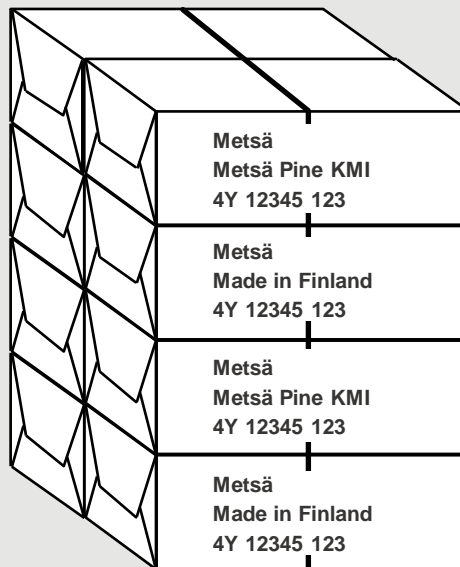 Metsä
Metsä Pine KMI
4Y 12345 123
Metsä
Made in Finland
4Y 12345 123
Metsä
Metsä Pine KMI
4Y 12345 123
Metsä
Made in Finland
4Y 12345 123